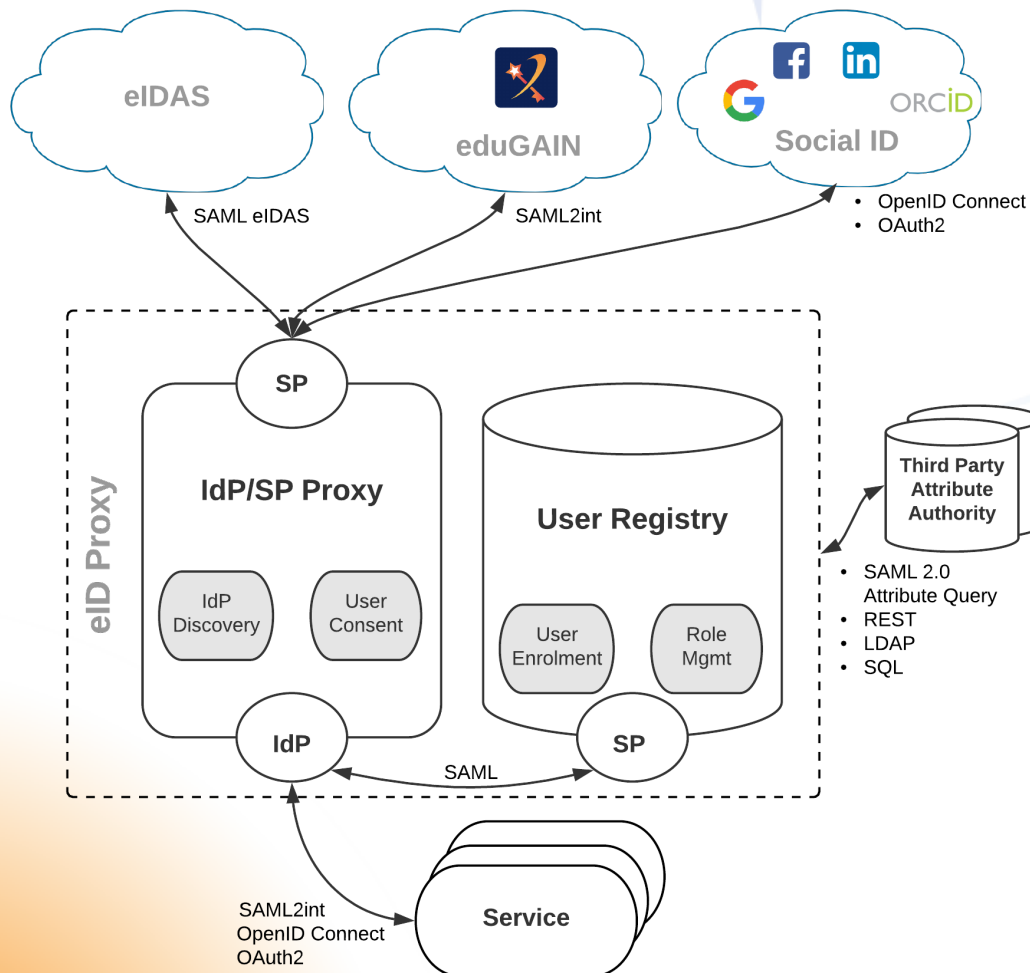 eIDAS
eduGAIN
f
in
G
ORCiD
Social ID
SAML eIDAS
SAML2int
• OpenID Connect
• OAuth2
SP
IdP/SP Proxy
User Registry
eID Proxy
IdP
Discovery
User
Consent
User
Enrolment
Role
Mgmt
IdP
SP
SAML
Third Party
Attribute
Authority
• SAML 2.0
Attribute Query
• REST
• LDAP
• SQL
Service
SAML2int
OpenID Connect
OAuth2